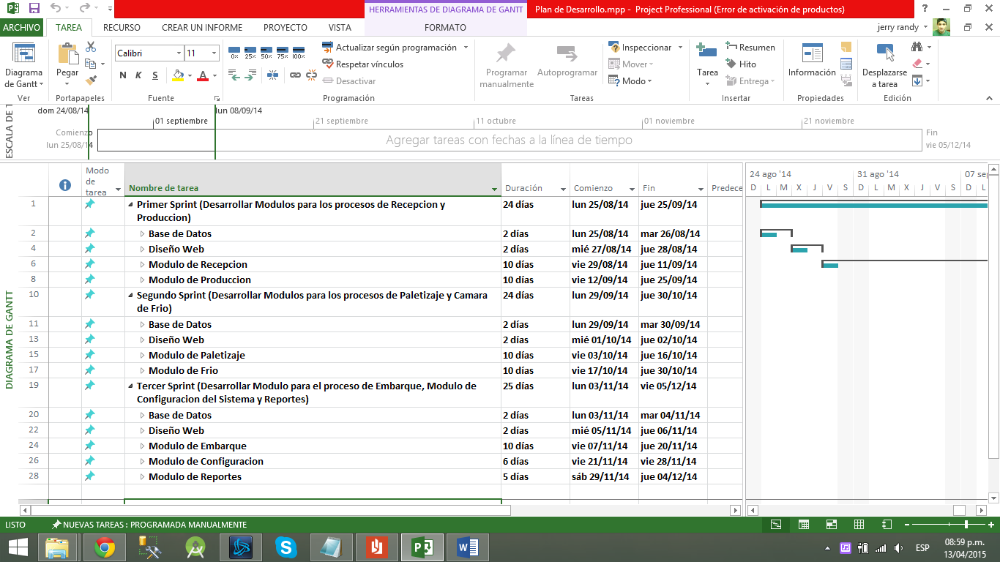 HERRAMIENTAS DE DIAGRAMA DE GANTT
Plan de Desarrollo.mpp - Project Professional (Error de activación de productos)
ARCHIVO TAREA RECURSO CREAR UN INFORME PROYECTO VISTA FORMATO jerry randy
Diagrama de Gantt
Ver
Pegar
Portapapeles
Calibri 11
N K S
Fuente
0% 25% 50% 75% 100%
Actualizar según programación
Respetar vínculos
Desactivar
Programación
Programar manualmente
Autoprogramar
Inspeccionar
Mover
Modo
Tareas
Tarea
Resumen
Hito
Entrega
Insertar
Información
Propiedades
Desplazarse a tarea
Edición
ESCALA DE T
dom 24/08/14 lun 08/09/14
01 septiembre 21 septiembre 11 octubre 01 noviembre 21 noviembre
Comienzo
lun 25/08/14
Agregar tareas con fechas a la línea de tiempo
Fin
vie 05/12/14
DIAGRAMA DE GANTT
Modo de tarea Nombre de tarea Duración Comienzo Fin Predece
24 ago '14 31 ago '14 07 sep
D L M X J V S D L M X J V S D L
1 Primer Sprint (Desarrollar Modulos para los procesos de Recepcion y Produccion) 24 días lun 25/08/14 jue 25/09/14
2 Base de Datos 2 días lun 25/08/14 mar 26/08/14
4 Diseño Web 2 días mié 27/08/14 jue 28/08/14
6 Modulo de Recepcion 10 días vie 29/08/14 jue 11/09/14
8 Modulo de Produccion 10 días vie 12/09/14 jue 25/09/14
10 Segundo Sprint (Desarrollar Modulos para los procesos de Paletizaje y Camara de Frio) 24 días lun 29/09/14 jue 30/10/14
11 Base de Datos 2 días lun 29/09/14 mar 30/09/14
13 Diseño Web 2 días mié 01/10/14 jue 02/10/14
15 Modulo de Paletizaje 10 días vie 03/10/14 jue 16/10/14
17 Modulo de Frio 10 días vie 17/10/14 jue 30/10/14
19 Tercer Sprint (Desarrollar Modulo para el proceso de Embarque, Modulo de Configuracion del Sistema y Reportes) 25 días lun 03/11/14 vie 05/12/14
20 Base de Datos 2 días lun 03/11/14 mar 04/11/14
22 Diseño Web 2 días mié 05/11/14 jue 06/11/14
24 Modulo de Embarque 10 días vie 07/11/14 jue 20/11/14
26 Modulo de Configuracion 6 días vie 21/11/14 vie 28/11/14
28 Modulo de Reportes 5 días sáb 29/11/14 jue 04/12/14
LISTO NUEVAS TAREAS : PROGRAMADA MANUALMENTE
ESP
08:59 p.m.
13/04/2015